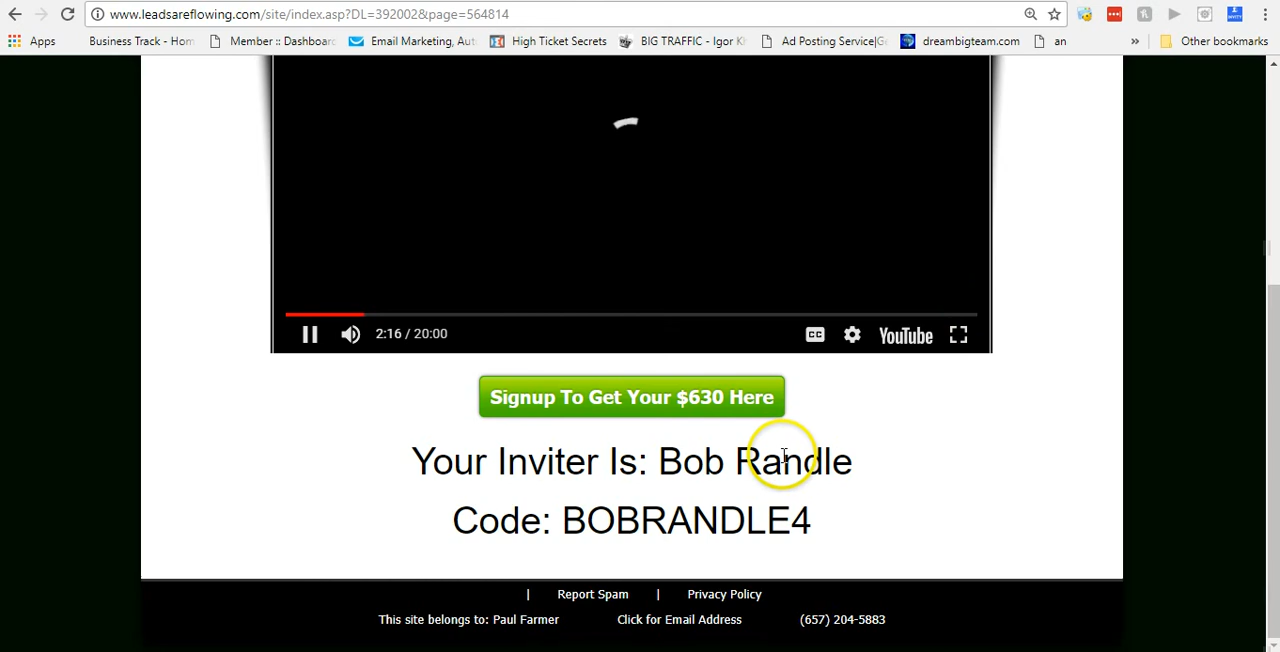 www.leadsareflowing.com/site/index.asp?DL=392002&page=564814
Apps Business Track - Hom Member :: Dashboard Email Marketing, Aut High Ticket Secrets BIG TRAFFIC - Igor K Ad Posting Service|G dreambigteam.com an » Other bookmarks
2:16 / 20:00 CC YouTube
Signup To Get Your $630 Here
Your Inviter Is: Bob Randle
Code: BOBRANDLE4
| Report Spam | Privacy Policy
This site belongs to: Paul Farmer Click for Email Address (657) 204-5883